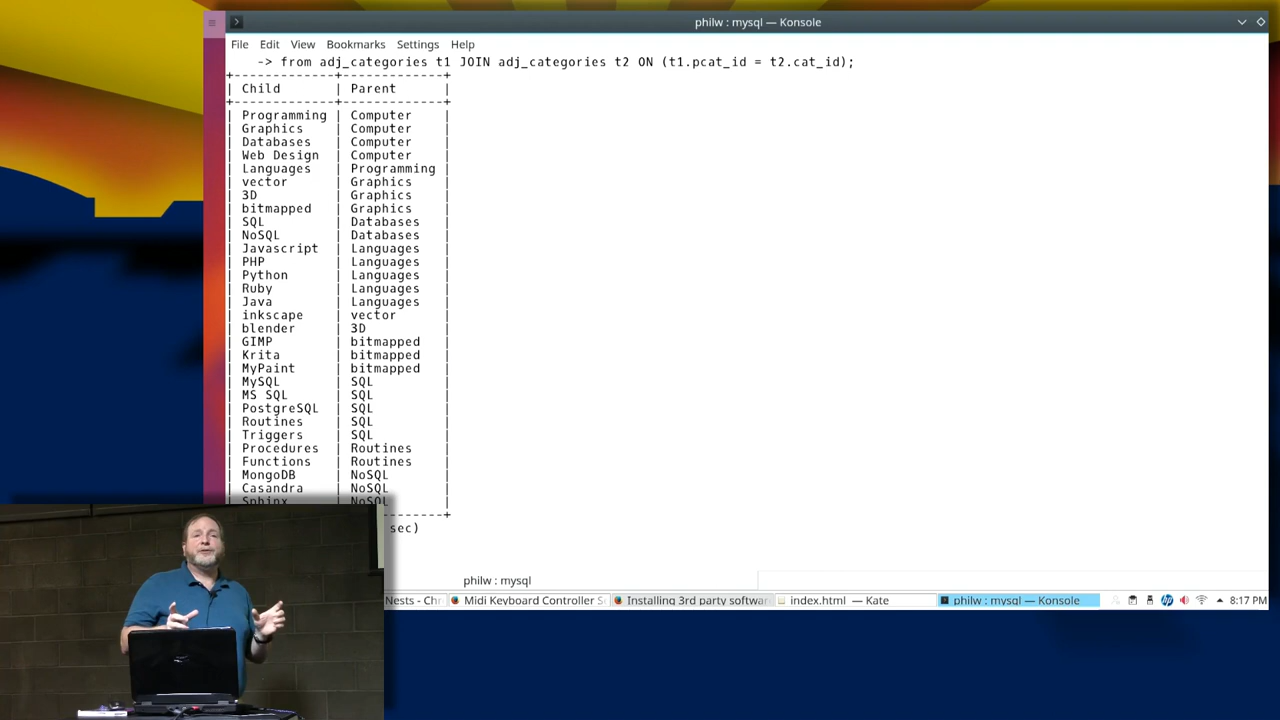 philw : mysql — Konsole
File Edit View Bookmarks Settings Help
-> from adj_categories t1 JOIN adj_categories t2 ON (t1.pcat_id = t2.cat_id);
| Child | Parent |
| Programming | Computer |
| Graphics | Computer |
| Databases | Computer |
| Web Design | Computer |
| Languages | Programming |
| vector | Graphics |
| 3D | Graphics |
| bitmapped | Graphics |
| SQL | Databases |
| NoSQL | Databases |
| Javascript | Languages |
| PHP | Languages |
| Python | Languages |
| Ruby | Languages |
| Java | Languages |
| inkscape | vector |
| blender | 3D |
| GIMP | bitmapped |
| Krita | bitmapped |
| MyPaint | bitmapped |
| MySQL | SQL |
| MS SQL | SQL |
| PostgreSQL | SQL |
| Routines | SQL |
| Triggers | SQL |
| Procedures | Routines |
| Functions | Routines |
| MongoDB | NoSQL |
| Casandra | NoSQL |
| Sphinx | NoSQL |
sec)
philw : mysql
Nests - Chr Midi Keyboard Controller S Installing 3rd party softwa index.html — Kate philw : mysql — Konsole 8:17 PM